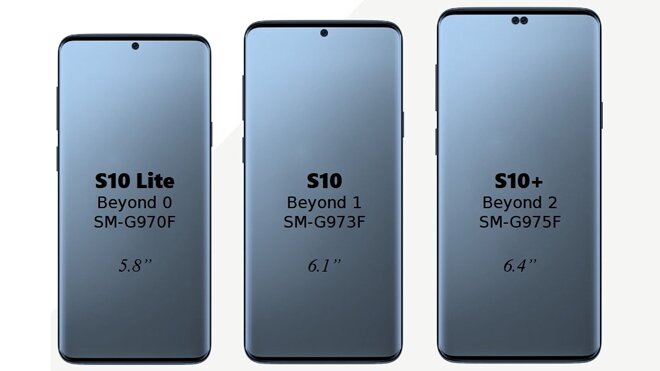 S10 Lite
Beyond 0
SM-G970F
5.8”
S10
Beyond 1
SM-G973F
6.1”
S10+
Beyond 2
SM-G975F
6.4”